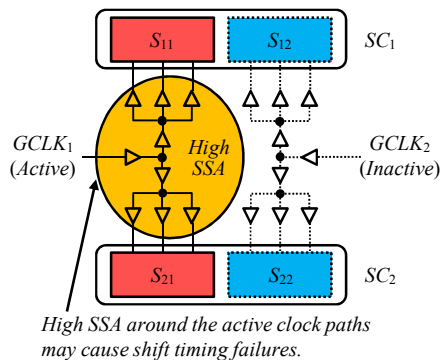 S11 S12 SC1
GCLK1 High GCLK2
(Active) SSA (Inactive)
S21 S22 SC2
High SSA around the active clock paths
may cause shift timing failures.